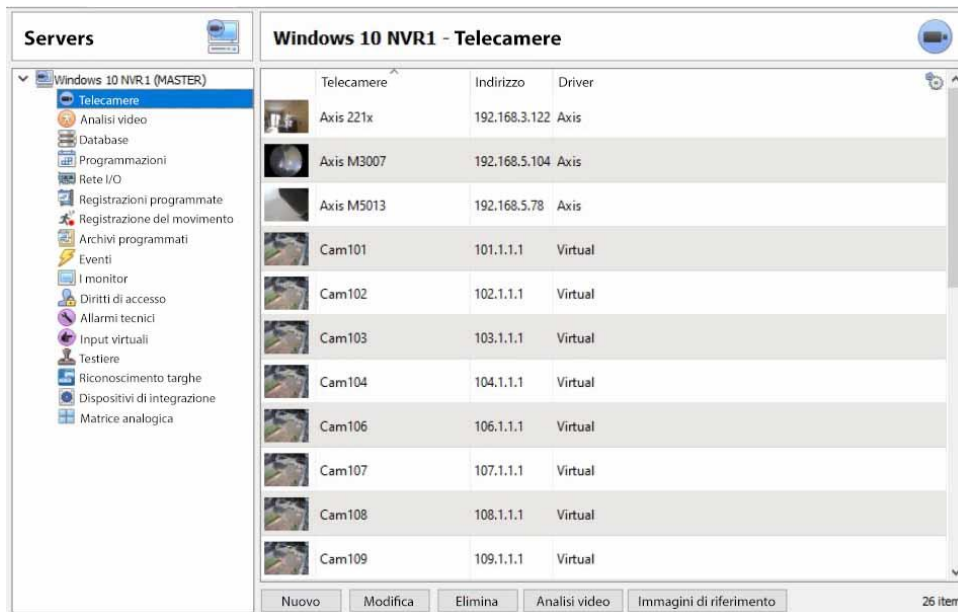 Servers
Windows 10 NVR1 - Telecamere
Windows 10 NVR1 (MASTER)
Telecamere
Analisi video
Database
Programmazioni
Rete I/O
Registrazioni programmate
Registrazione del movimento
Archivi programmati
Eventi
I monitor
Diritti di accesso
Allarmi tecnici
Input virtuali
Testiere
Riconoscimento targhe
Dispositivi di integrazione
Matrice analogica
Telecamere Indirizzo Driver
Axis 221x 192.168.3.122 Axis
Axis M3007 192.168.5.104 Axis
Axis M5013 192.168.5.78 Axis
Cam101 101.1.1.1 Virtual
Cam102 102.1.1.1 Virtual
Cam103 103.1.1.1 Virtual
Cam104 104.1.1.1 Virtual
Cam106 106.1.1.1 Virtual
Cam107 107.1.1.1 Virtual
Cam108 108.1.1.1 Virtual
Cam109 109.1.1.1 Virtual
Nuovo Modifica Elimina Analisi video Immagini di riferimento 26 item